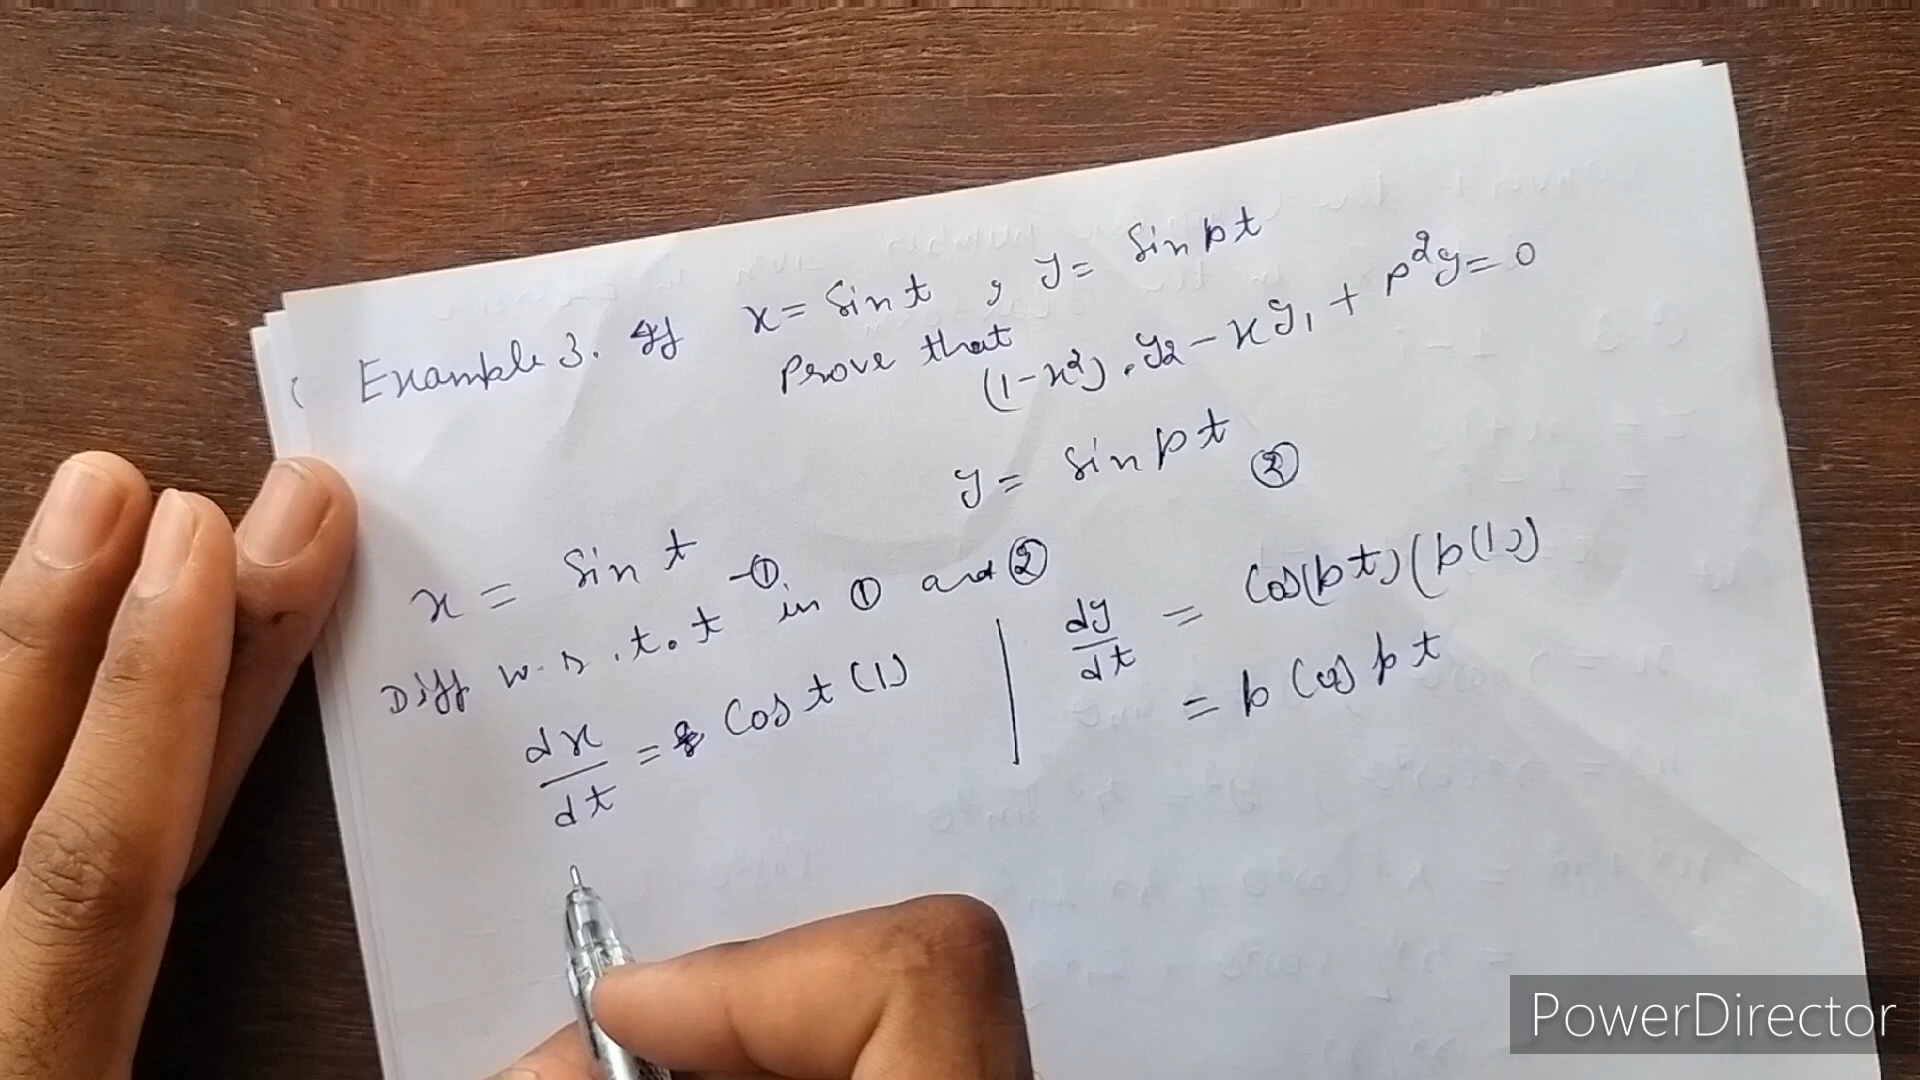 Example 3. If x = sin t , y = sin pt
Prove that
(1-x²) . y₂ - xy₁ + p²y = 0
y = sin pt ②
x = sin t -①.
Diff w.r.t.t in ① and ②
dx/dt = cos t (1)
dy/dt = cos(pt) (p(1))
= p cos pt
PowerDirector